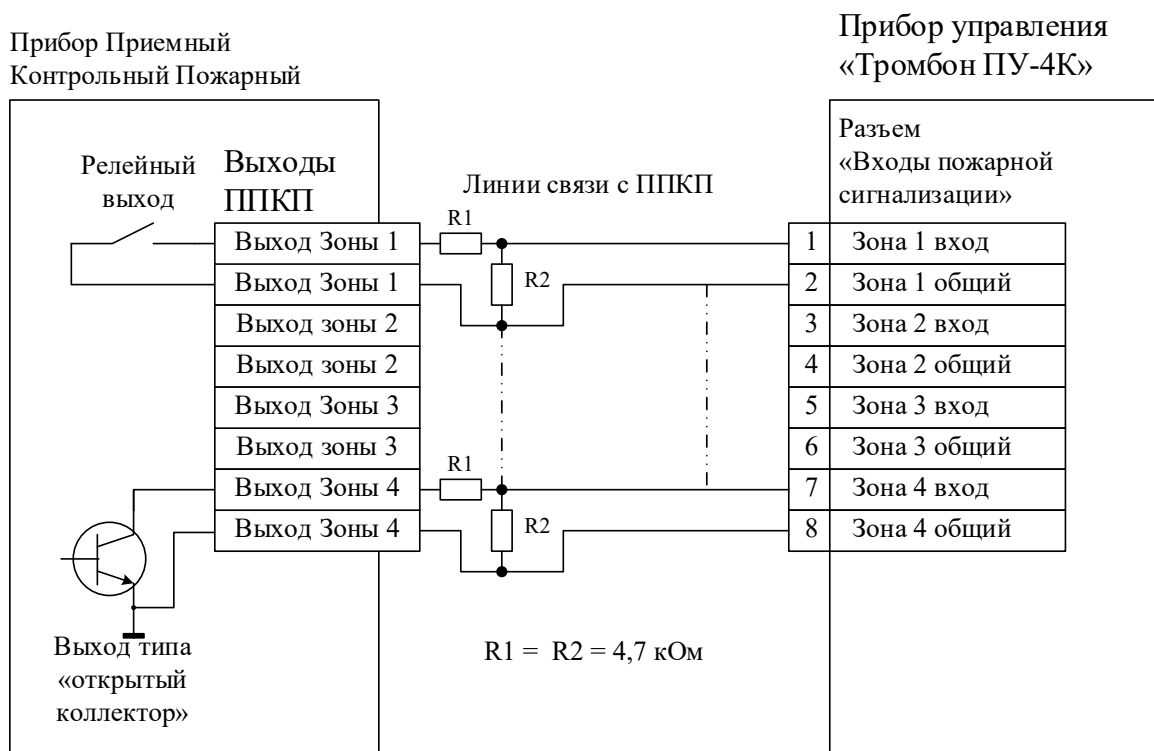 Прибор Приемный
Контрольный Пожарный
Прибор управления
«Тромбон ПУ-4К»
Релейный
выход
Выходы
ППКП
Линии связи с ППКП
Разъем
«Входы пожарной
сигнализации»
Выход Зоны 1
R1
1
Зона 1 вход
Выход Зоны 1
R2
2
Зона 1 общий
Выход зоны 2
3
Зона 2 вход
Выход зоны 2
4
Зона 2 общий
Выход Зоны 3
5
Зона 3 вход
Выход зоны 3
6
Зона 3 общий
Выход Зоны 4
R1
7
Зона 4 вход
Выход Зоны 4
R2
8
Зона 4 общий
Выход типа
«открытый
коллектор»
R1 = R2 = 4,7 кОм